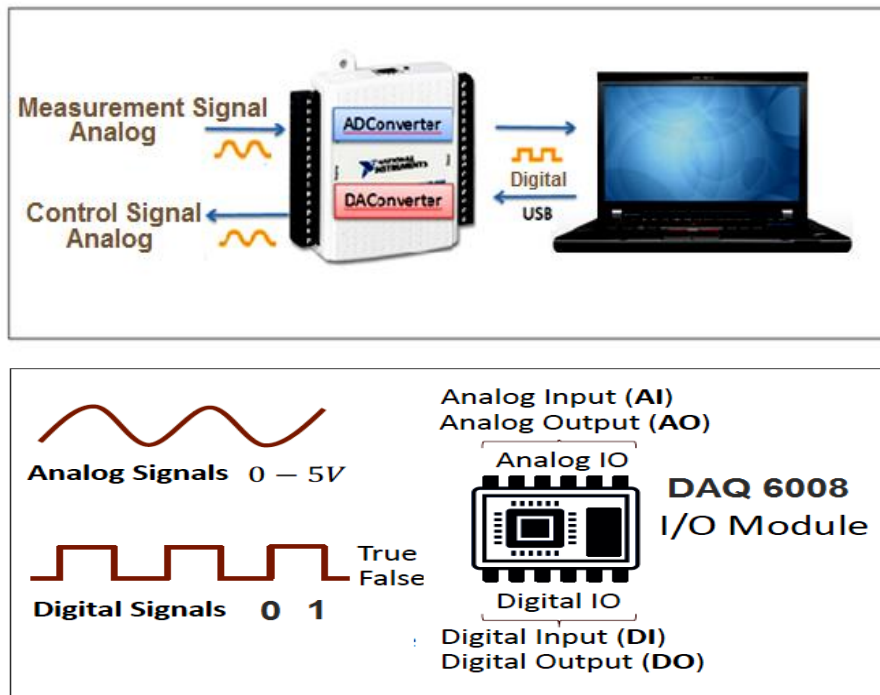 Measurement Signal
Analog
ADConverter
NATIONAL
INSTRUMENTS
Digital
DAConverter
USB
Control Signal
Analog
Analog Input (AI)
Analog Output (AO)
Analog IO
Analog Signals 0 – 5V
DAQ 6008
I/O Module
True
False
Digital Signals 0 1
Digital IO
Digital Input (DI)
Digital Output (DO)